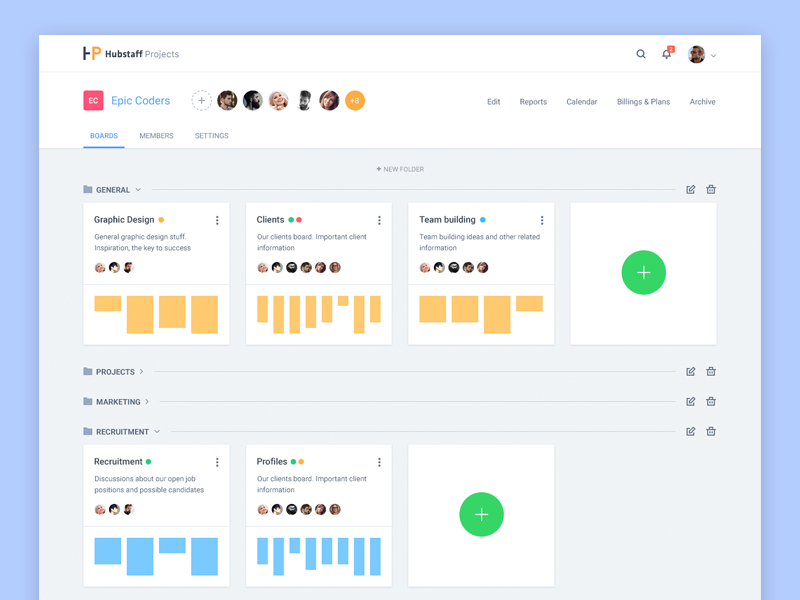 HP Hubstaff Projects
2
EC Epic Coders
+8
Edit Reports Calendar Billings & Plans Archive
BOARDS MEMBERS SETTINGS
+ NEW FOLDER
GENERAL
Graphic Design
General graphic design stuff.
Inspiration, the key to success
Clients
Our clients board. Important client
information
Team building
Team building ideas and other related
information
PROJECTS
MARKETING
RECRUITMENT
Recruitment
Discussions about our open job
positions and possible candidates
Profiles
Our clients board. Important client
information